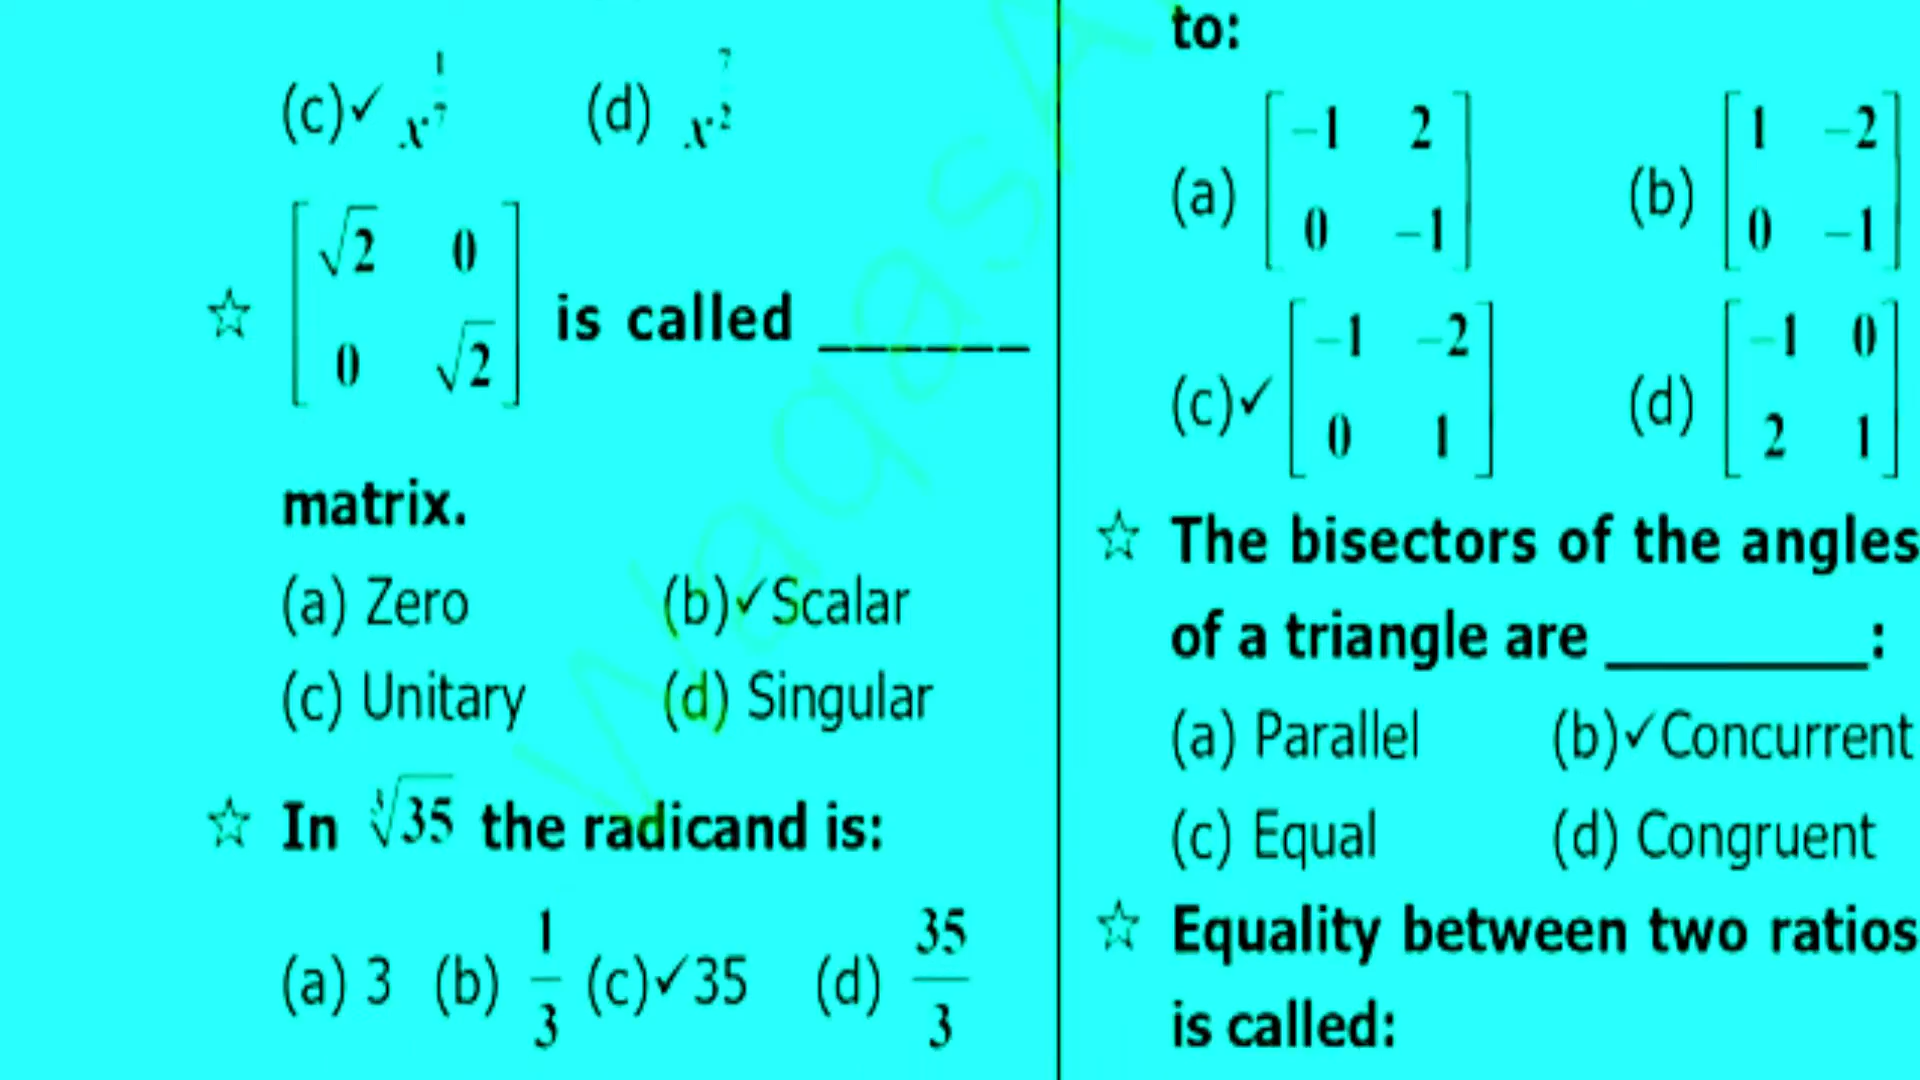 (c)✓ x^(1/7) (d) x^(7/2)
☆ [√2 0; 0 √2] is called ______
matrix.
(a) Zero (b)✓Scalar
(c) Unitary (d) Singular
☆ In ∛35 the radicand is:
(a) 3 (b) 1/3 (c)✓35 (d) 35/3
to:
(a) [−1 2; 0 −1] (b) [1 −2; 0 −1]
(c)✓ [−1 −2; 0 1] (d) [−1 0; 2 1]
☆ The bisectors of the angles
of a triangle are ________:
(a) Parallel (b)✓Concurrent
(c) Equal (d) Congruent
☆ Equality between two ratios
is called:
Waqas